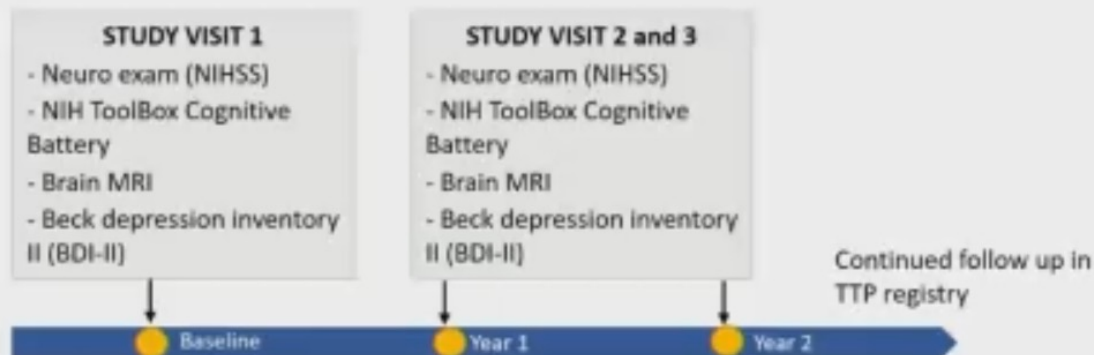 STUDY VISIT 1
- Neuro exam (NIHSS)
- NIH ToolBox Cognitive
Battery
- Brain MRI
- Beck depression inventory
II (BDI-II)
STUDY VISIT 2 and 3
- Neuro exam (NIHSS)
- NIH ToolBox Cognitive
Battery
- Brain MRI
- Beck depression inventory
II (BDI-II)
Continued follow up in
TTP registry
Baseline
Year 1
Year 2